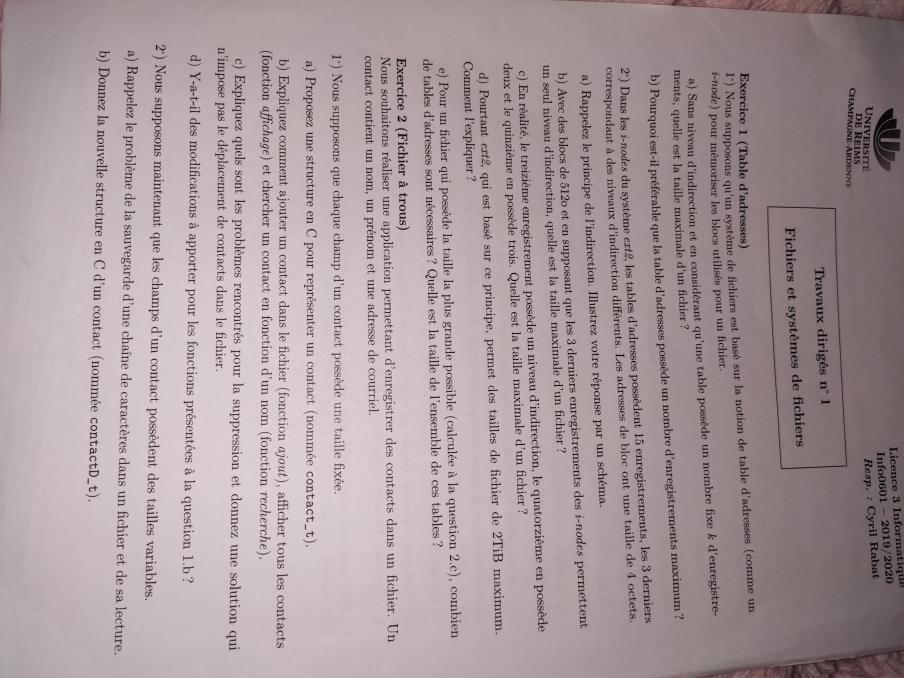 UNIVERSITÉ
DE REIMS
CHAMPAGNE-ARDENNE
Licence 3 Informatique
Info0601 – 2019/2020
Resp. : Cyril Rabat
Travaux dirigés n° 1
Fichiers et systèmes de fichiers
Exercice 1 (Table d'adresses)
1°) Nous supposons qu'un système de fichiers est basé sur la notion de table d'adresses (comme un
i-node) pour mémoriser les blocs utilisés pour un fichier.
a) Sans niveau d'indirection et en considérant qu'une table possède un nombre fixe k d'enregistre-
ments, quelle est la taille maximale d'un fichier ?
b) Pourquoi est-il préférable que la table d'adresses possède un nombre d'enregistrements maximum ?
2°) Dans les i-nodes du système ext2, les tables d'adresses possèdent 15 enregistrements, les 3 derniers
correspondant à des niveaux d'indirection différents. Les adresses de bloc ont une taille de 4 octets.
a) Rappelez le principe de l'indirection. Illustrez votre réponse par un schéma.
b) Avec des blocs de 512o et en supposant que les 3 derniers enregistrements des i-nodes permettent
un seul niveau d'indirection, quelle est la taille maximale d'un fichier ?
c) En réalité, le treizième enregistrement possède un niveau d'indirection, le quatorzième en possède
deux et le quinzième en possède trois. Quelle est la taille maximale d'un fichier ?
d) Pourtant ext2, qui est basé sur ce principe, permet des tailles de fichier de 2TiB maximum.
Comment l'expliquer ?
e) Pour un fichier qui possède la taille la plus grande possible (calculée à la question 2.c), combien
de tables d'adresses sont nécessaires ? Quelle est la taille de l'ensemble de ces tables ?
Exercice 2 (Fichier à trous)
Nous souhaitons réaliser une application permettant d'enregistrer des contacts dans un fichier. Un
contact contient un nom, un prénom et une adresse de courriel.
1°) Nous supposons que chaque champ d'un contact possède une taille fixée.
a) Proposez une structure en C pour représenter un contact (nommée contact_t).
b) Expliquez comment ajouter un contact dans le fichier (fonction ajout), afficher tous les contacts
(fonction affichage) et chercher un contact en fonction d'un nom (fonction recherche).
c) Expliquez quels sont les problèmes rencontrés pour la suppression et donnez une solution qui
n'impose pas le déplacement de contacts dans le fichier.
d) Y-a-t-il des modifications à apporter pour les fonctions présentées à la question 1.b ?
2°) Nous supposons maintenant que les champs d'un contact possèdent des tailles variables.
a) Rappelez le problème de la sauvegarde d'une chaîne de caractères dans un fichier et de sa lecture.
b) Donnez la nouvelle structure en C d'un contact (nommée contactD_t).